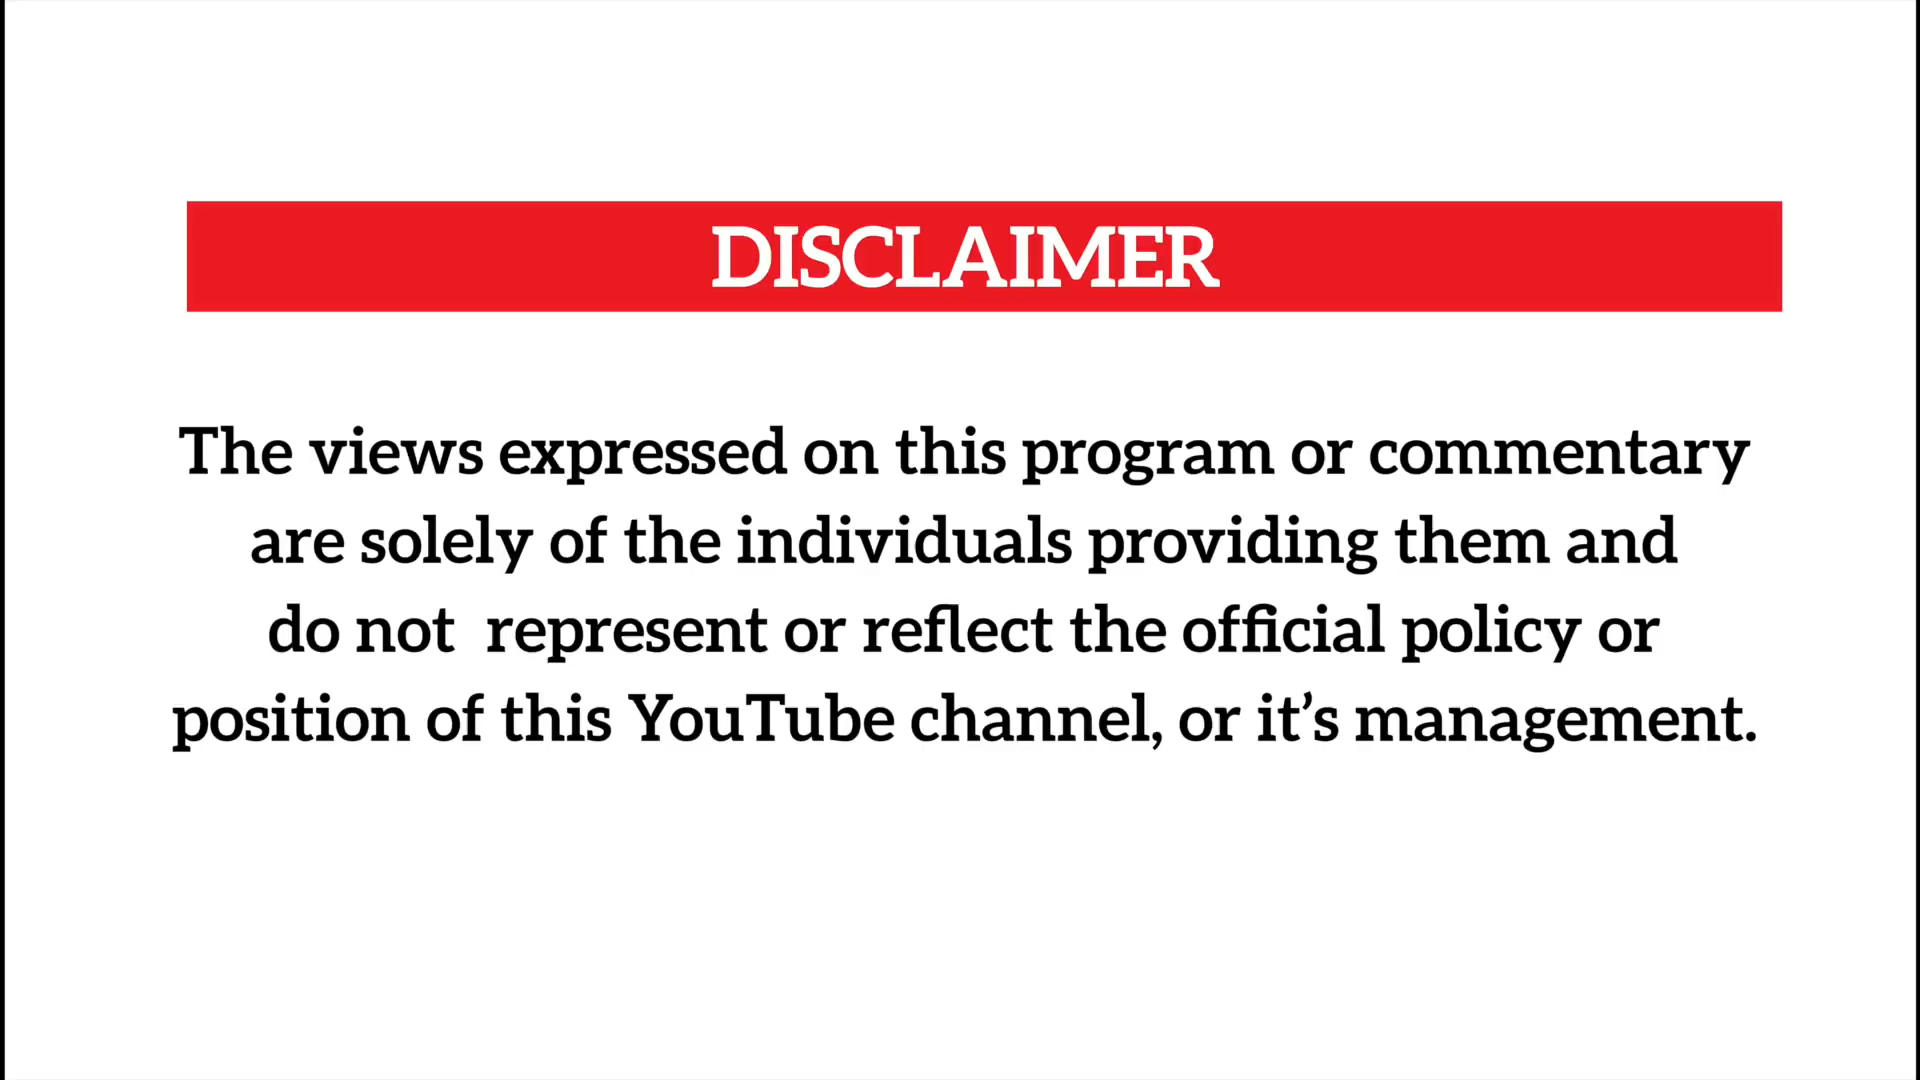 DISCLAIMER
The views expressed on this program or commentary
are solely of the individuals providing them and
do not  represent or reflect the official policy or
position of this YouTube channel, or it’s management.